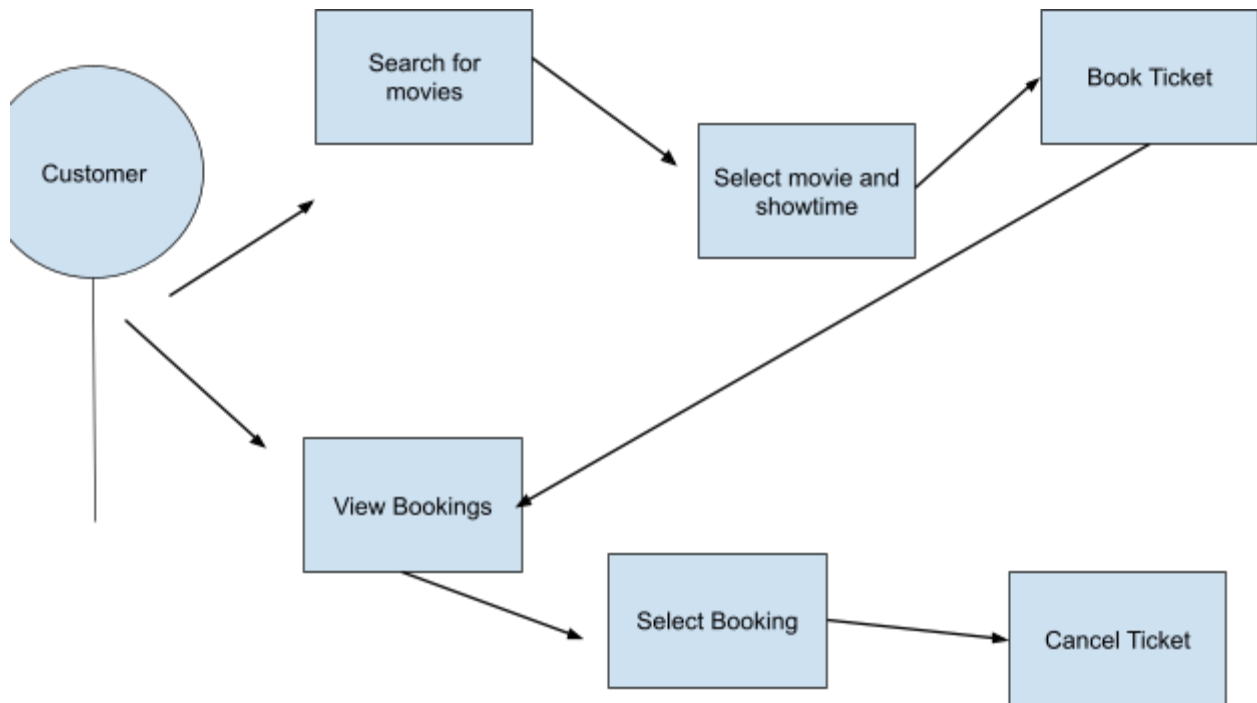 Customer
Search for
movies
Select movie and
showtime
Book Ticket
View Bookings
Select Booking
Cancel Ticket